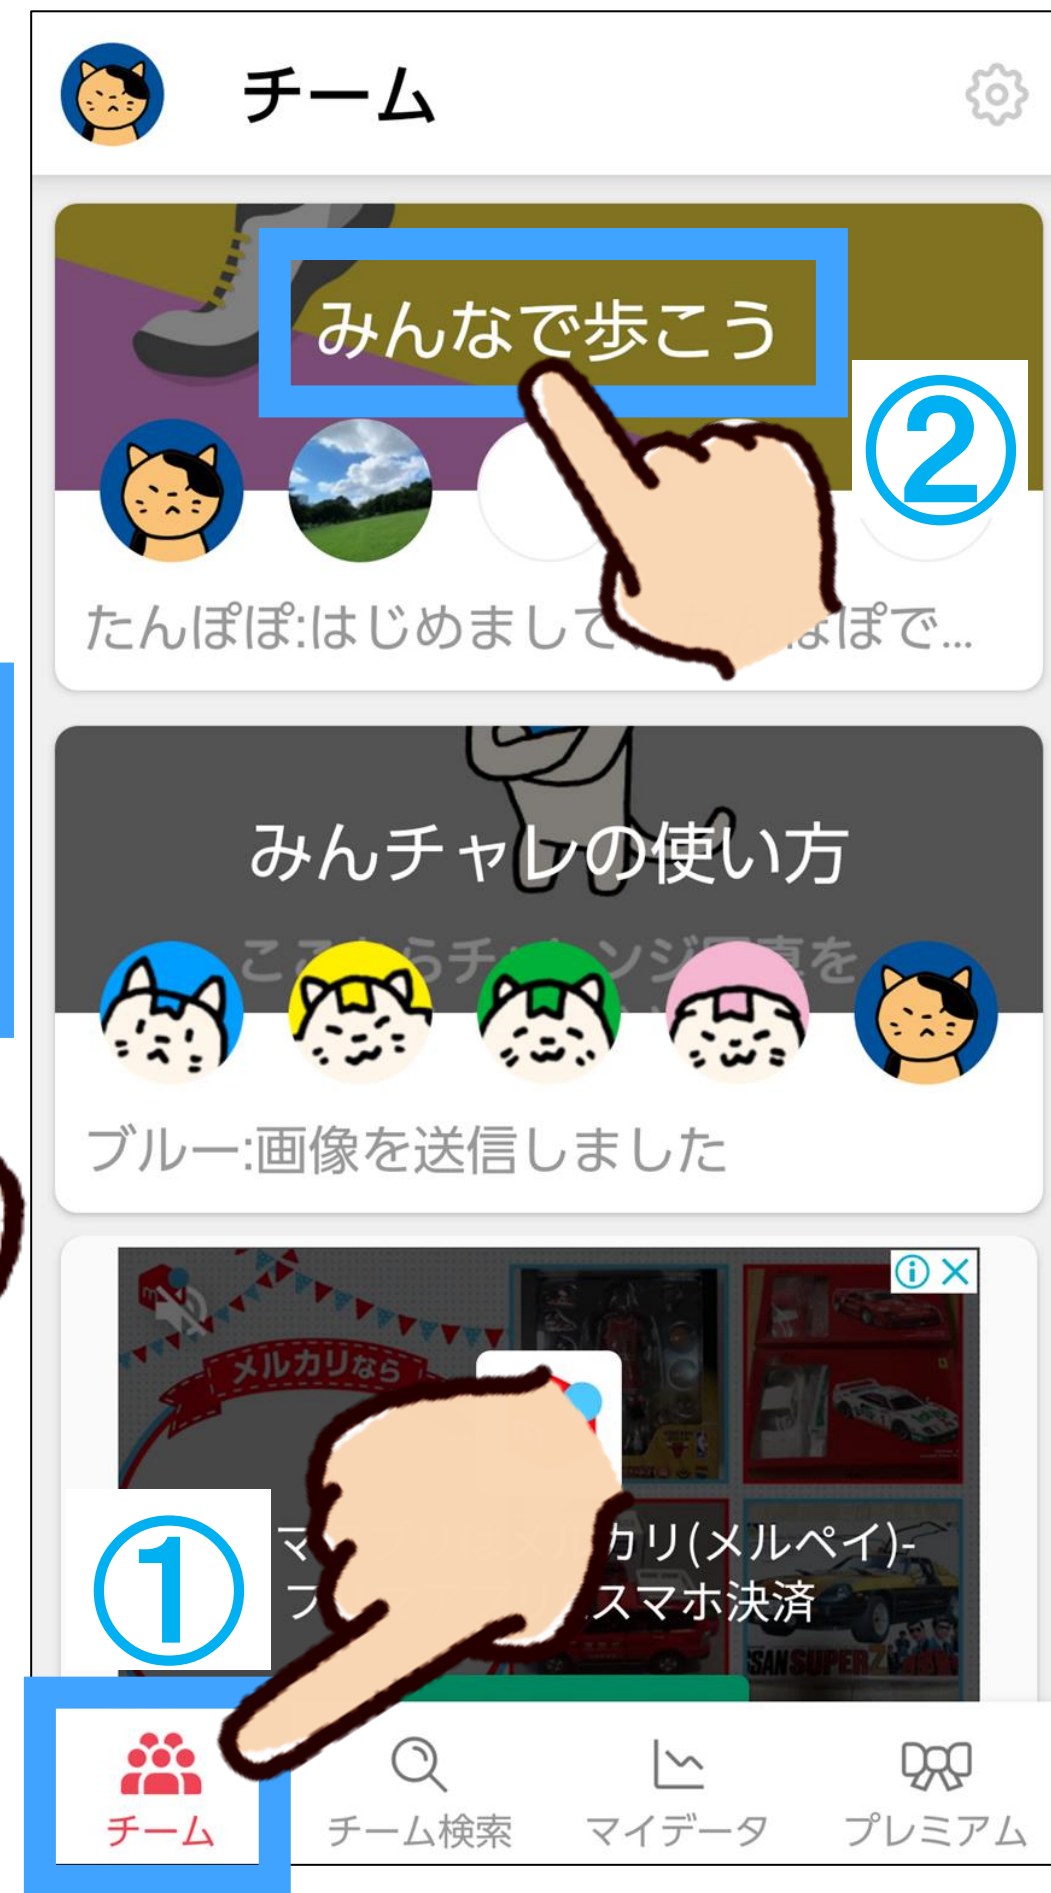 チーム
みんなで歩こう
②
たんぽぽ:はじめまして
ぽで...
みんチャレの使い方
ブルー:画像を送信しました
メルカリなら
カリ(メルペイ)-
スマホ決済
①
チーム
チーム検索
マイデータ
プレミアム